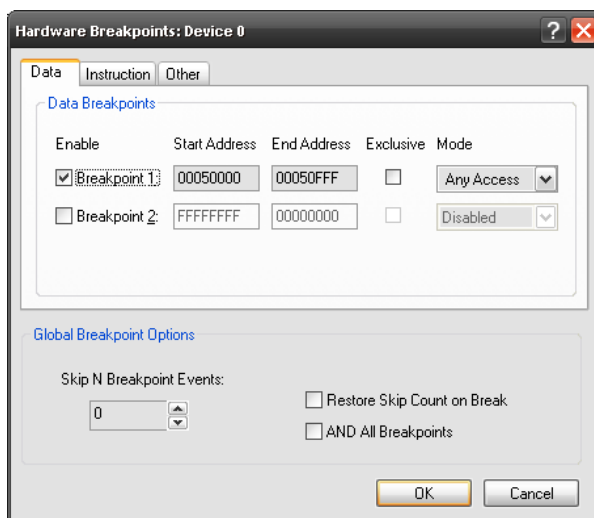 Hardware Breakpoints: Device 0
Data Instruction Other
Data Breakpoints
Enable Start Address End Address Exclusive Mode
Breakpoint 1: 00050000 00050FFF Any Access
Breakpoint 2: FFFFFFFF 00000000 Disabled
Global Breakpoint Options
Skip N Breakpoint Events:
0
Restore Skip Count on Break
AND All Breakpoints
OK Cancel